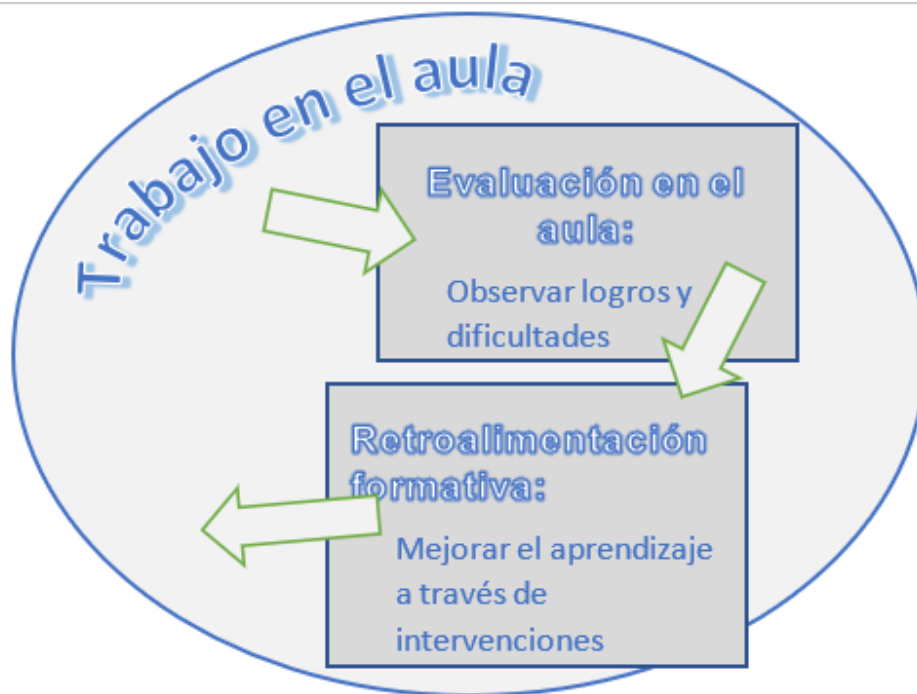 Trabajo en el aula
Evaluación en el
aula:
Observar logros y
dificultades
Retroalimentación
formativa:
Mejorar el aprendizaje
a través de
intervenciones